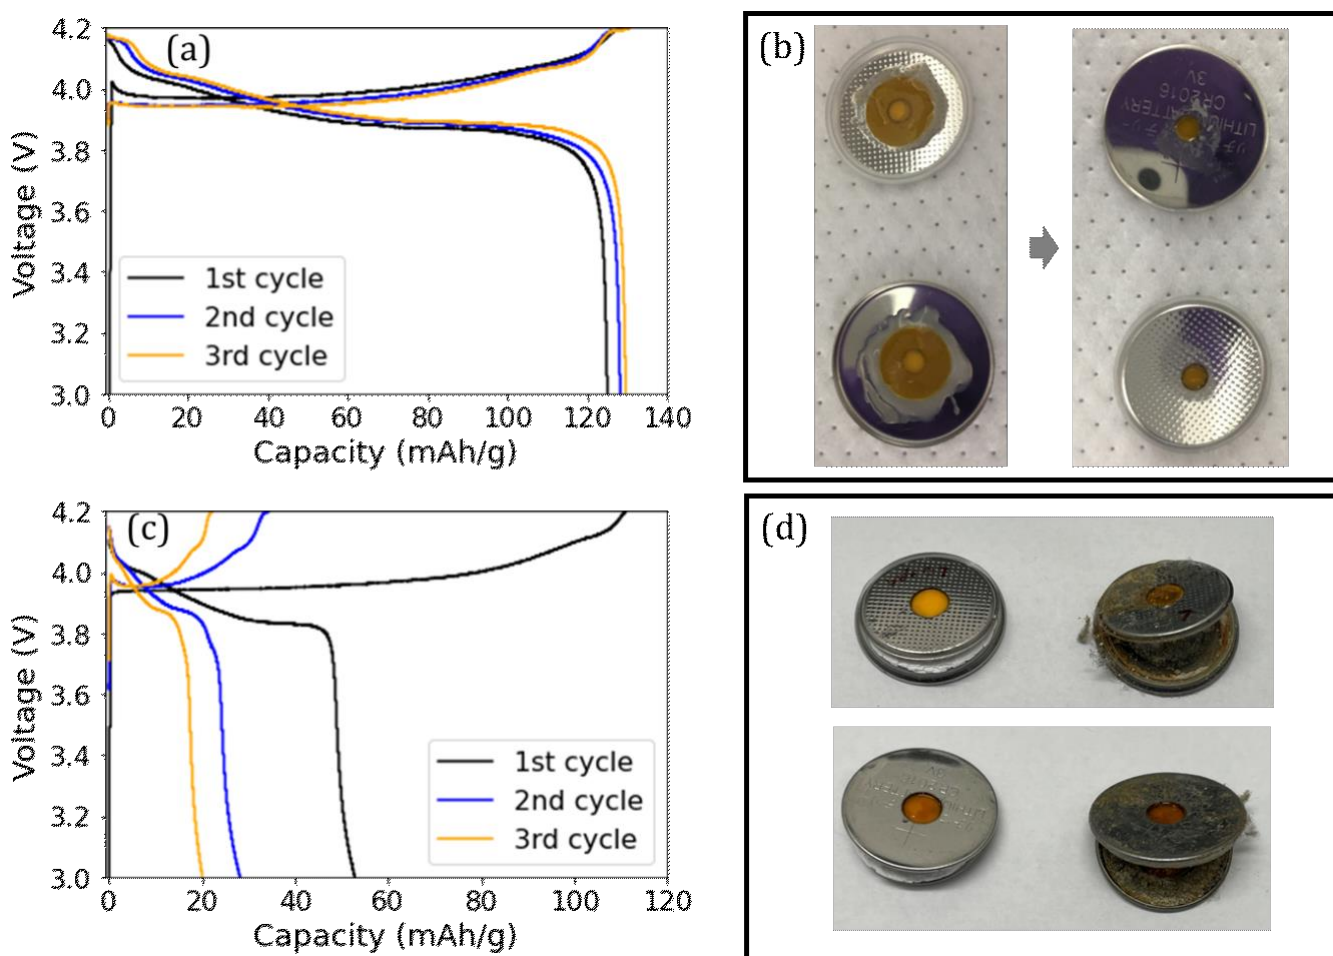 (a)
4.2
4.0
3.8
3.6
3.4
3.2
3.0
Voltage (V)
1st cycle
2nd cycle
3rd cycle
0 20 40 60 80 100 120 140
Capacity (mAh/g)
(b)
LITHIUM BATTERY
CR2016
3V
(c)
4.2
4.0
3.8
3.6
3.4
3.2
3.0
Voltage (V)
1st cycle
2nd cycle
3rd cycle
0 20 40 60 80 100 120
Capacity (mAh/g)
(d)
3V